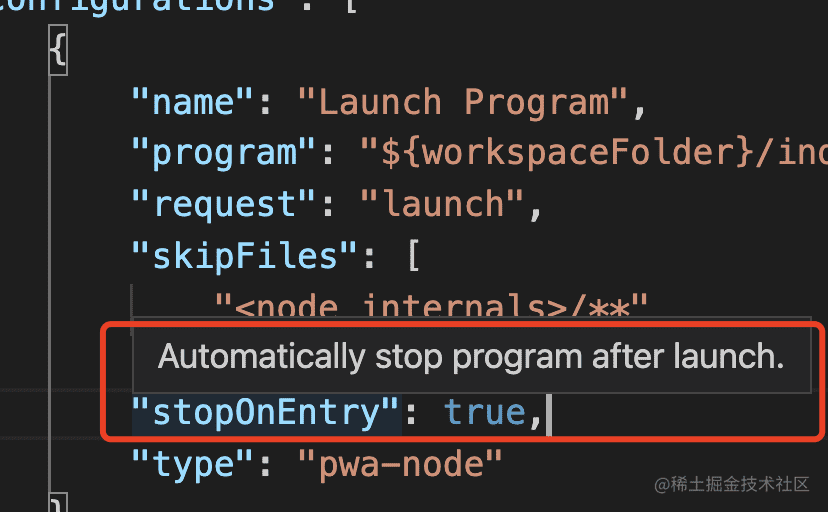 configurations": [
{
"name": "Launch Program",
"program": "${workspaceFolder}/ind
"request": "launch",
"skipFiles": [
"<node_internals>/**"
Automatically stop program after launch.
"stopOnEntry": true,
"type": "pwa-node"
}
@稀土掘金技术社区